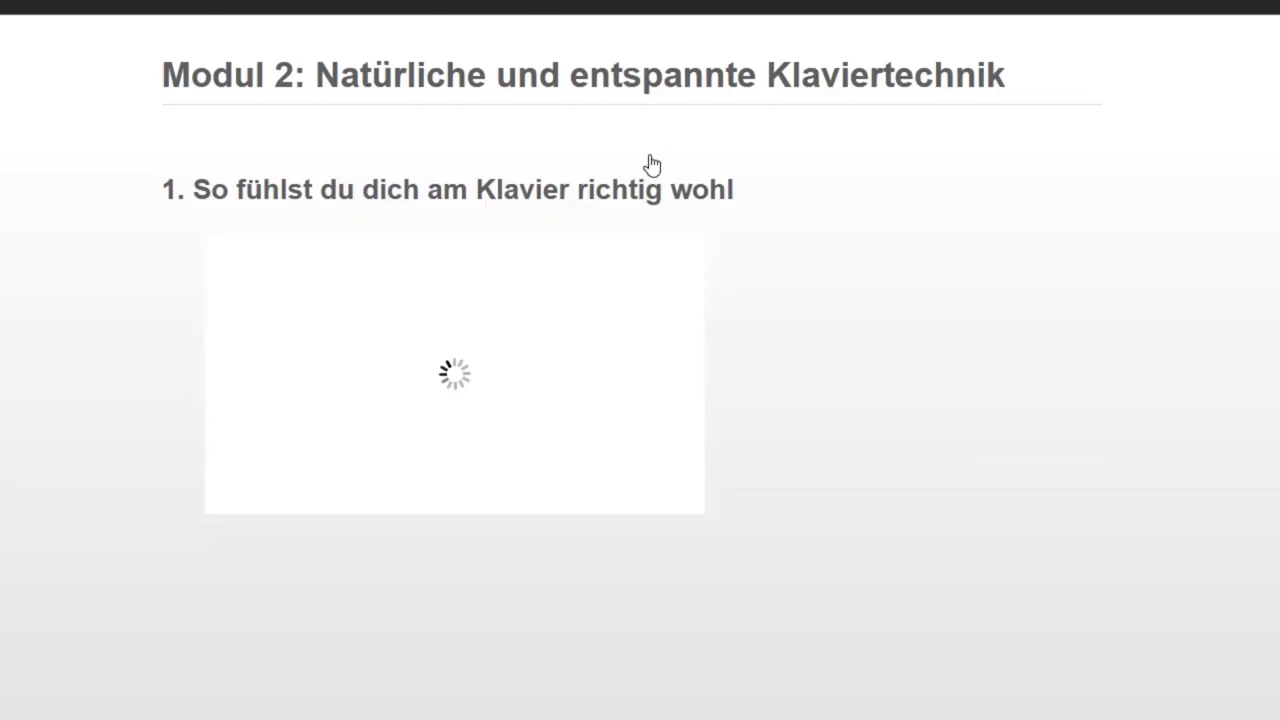 Modul 2: Natürliche und entspannte Klaviertechnik
1. So fühlst du dich am Klavier richtig wohl